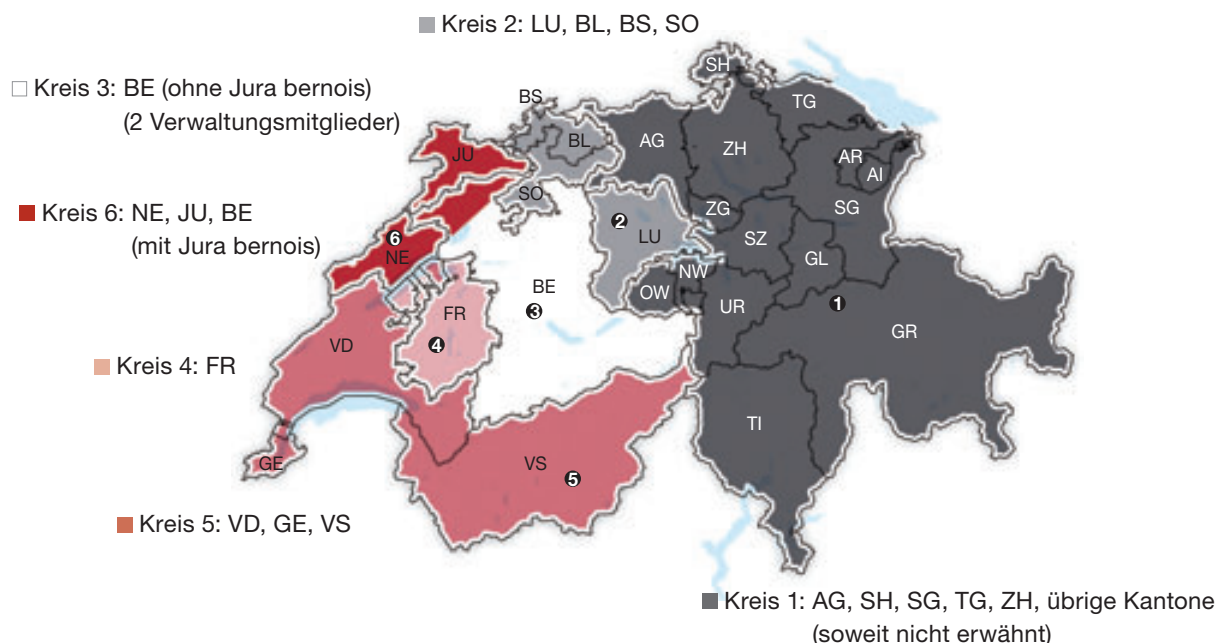 Kreis 2: LU, BL, BS, SO
Kreis 3: BE (ohne Jura bernois)
(2 Verwaltungsmitglieder)
Kreis 6: NE, JU, BE
(mit Jura bernois)
Kreis 4: FR
Kreis 5: VD, GE, VS
Kreis 1: AG, SH, SG, TG, ZH, übrige Kantone
(soweit nicht erwähnt)
SH
BS
TG
BL
AG
ZH
JU
AR
AI
SO
ZG
SG
2
LU
SZ
6
NE
NW
GL
OW
BE
3
FR
UR
1
GR
VD
4
TI
GE
VS
5